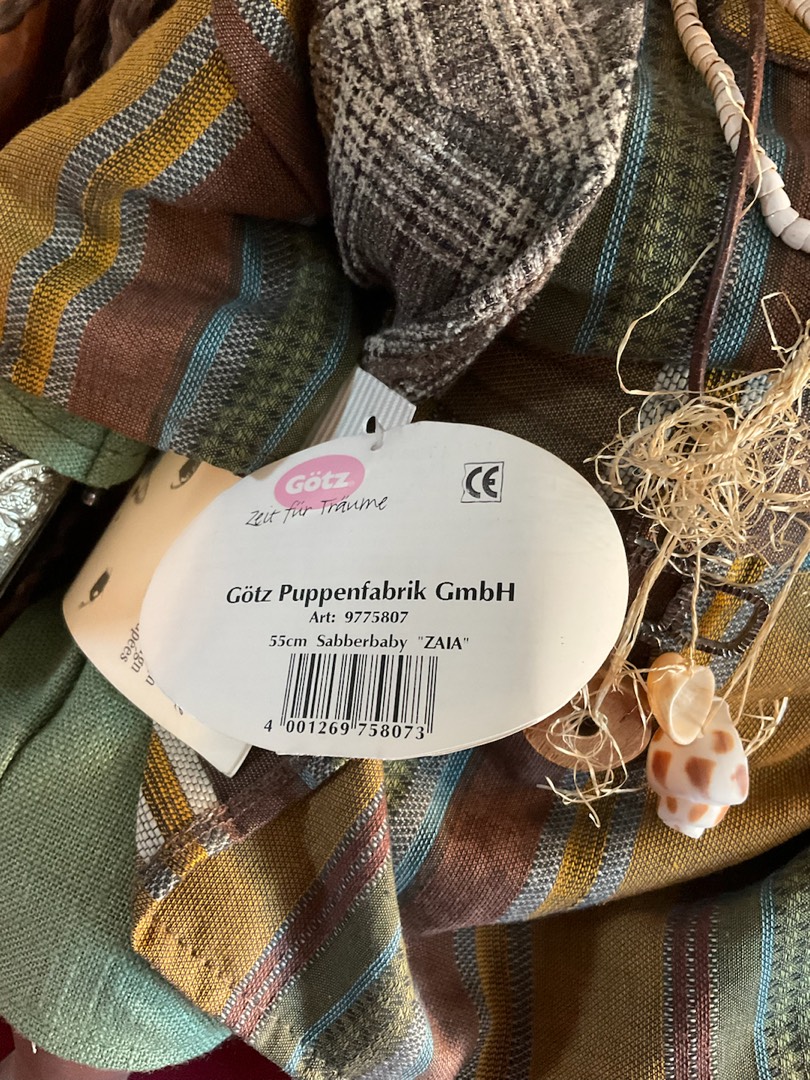 Götz
Zeit für Träume
CE
Götz Puppenfabrik GmbH
Art: 9775807
55cm Sabberbaby "ZAIA"
4 001269 758073